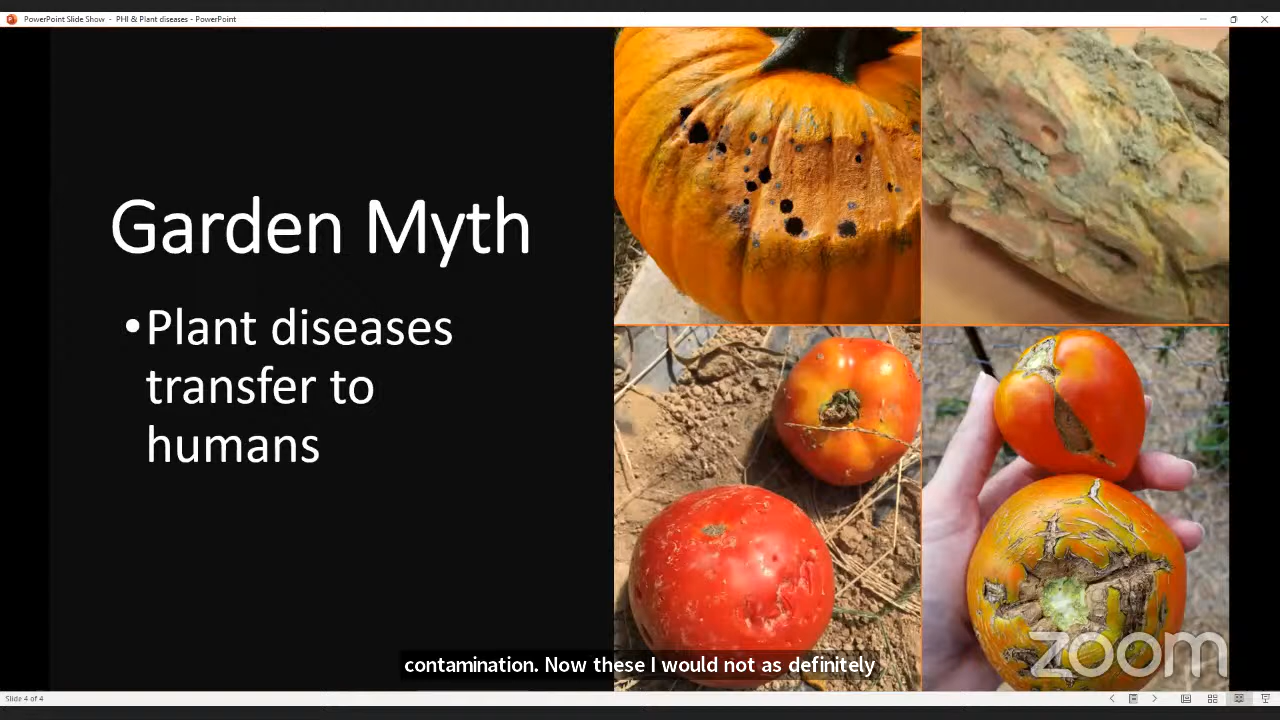 PowerPoint Slide Show - PHI & Plant diseases - PowerPoint
Garden Myth
•Plant diseases
transfer to
humans
contamination. Now these I would not as definitely
zoom
Slide 4 of 4